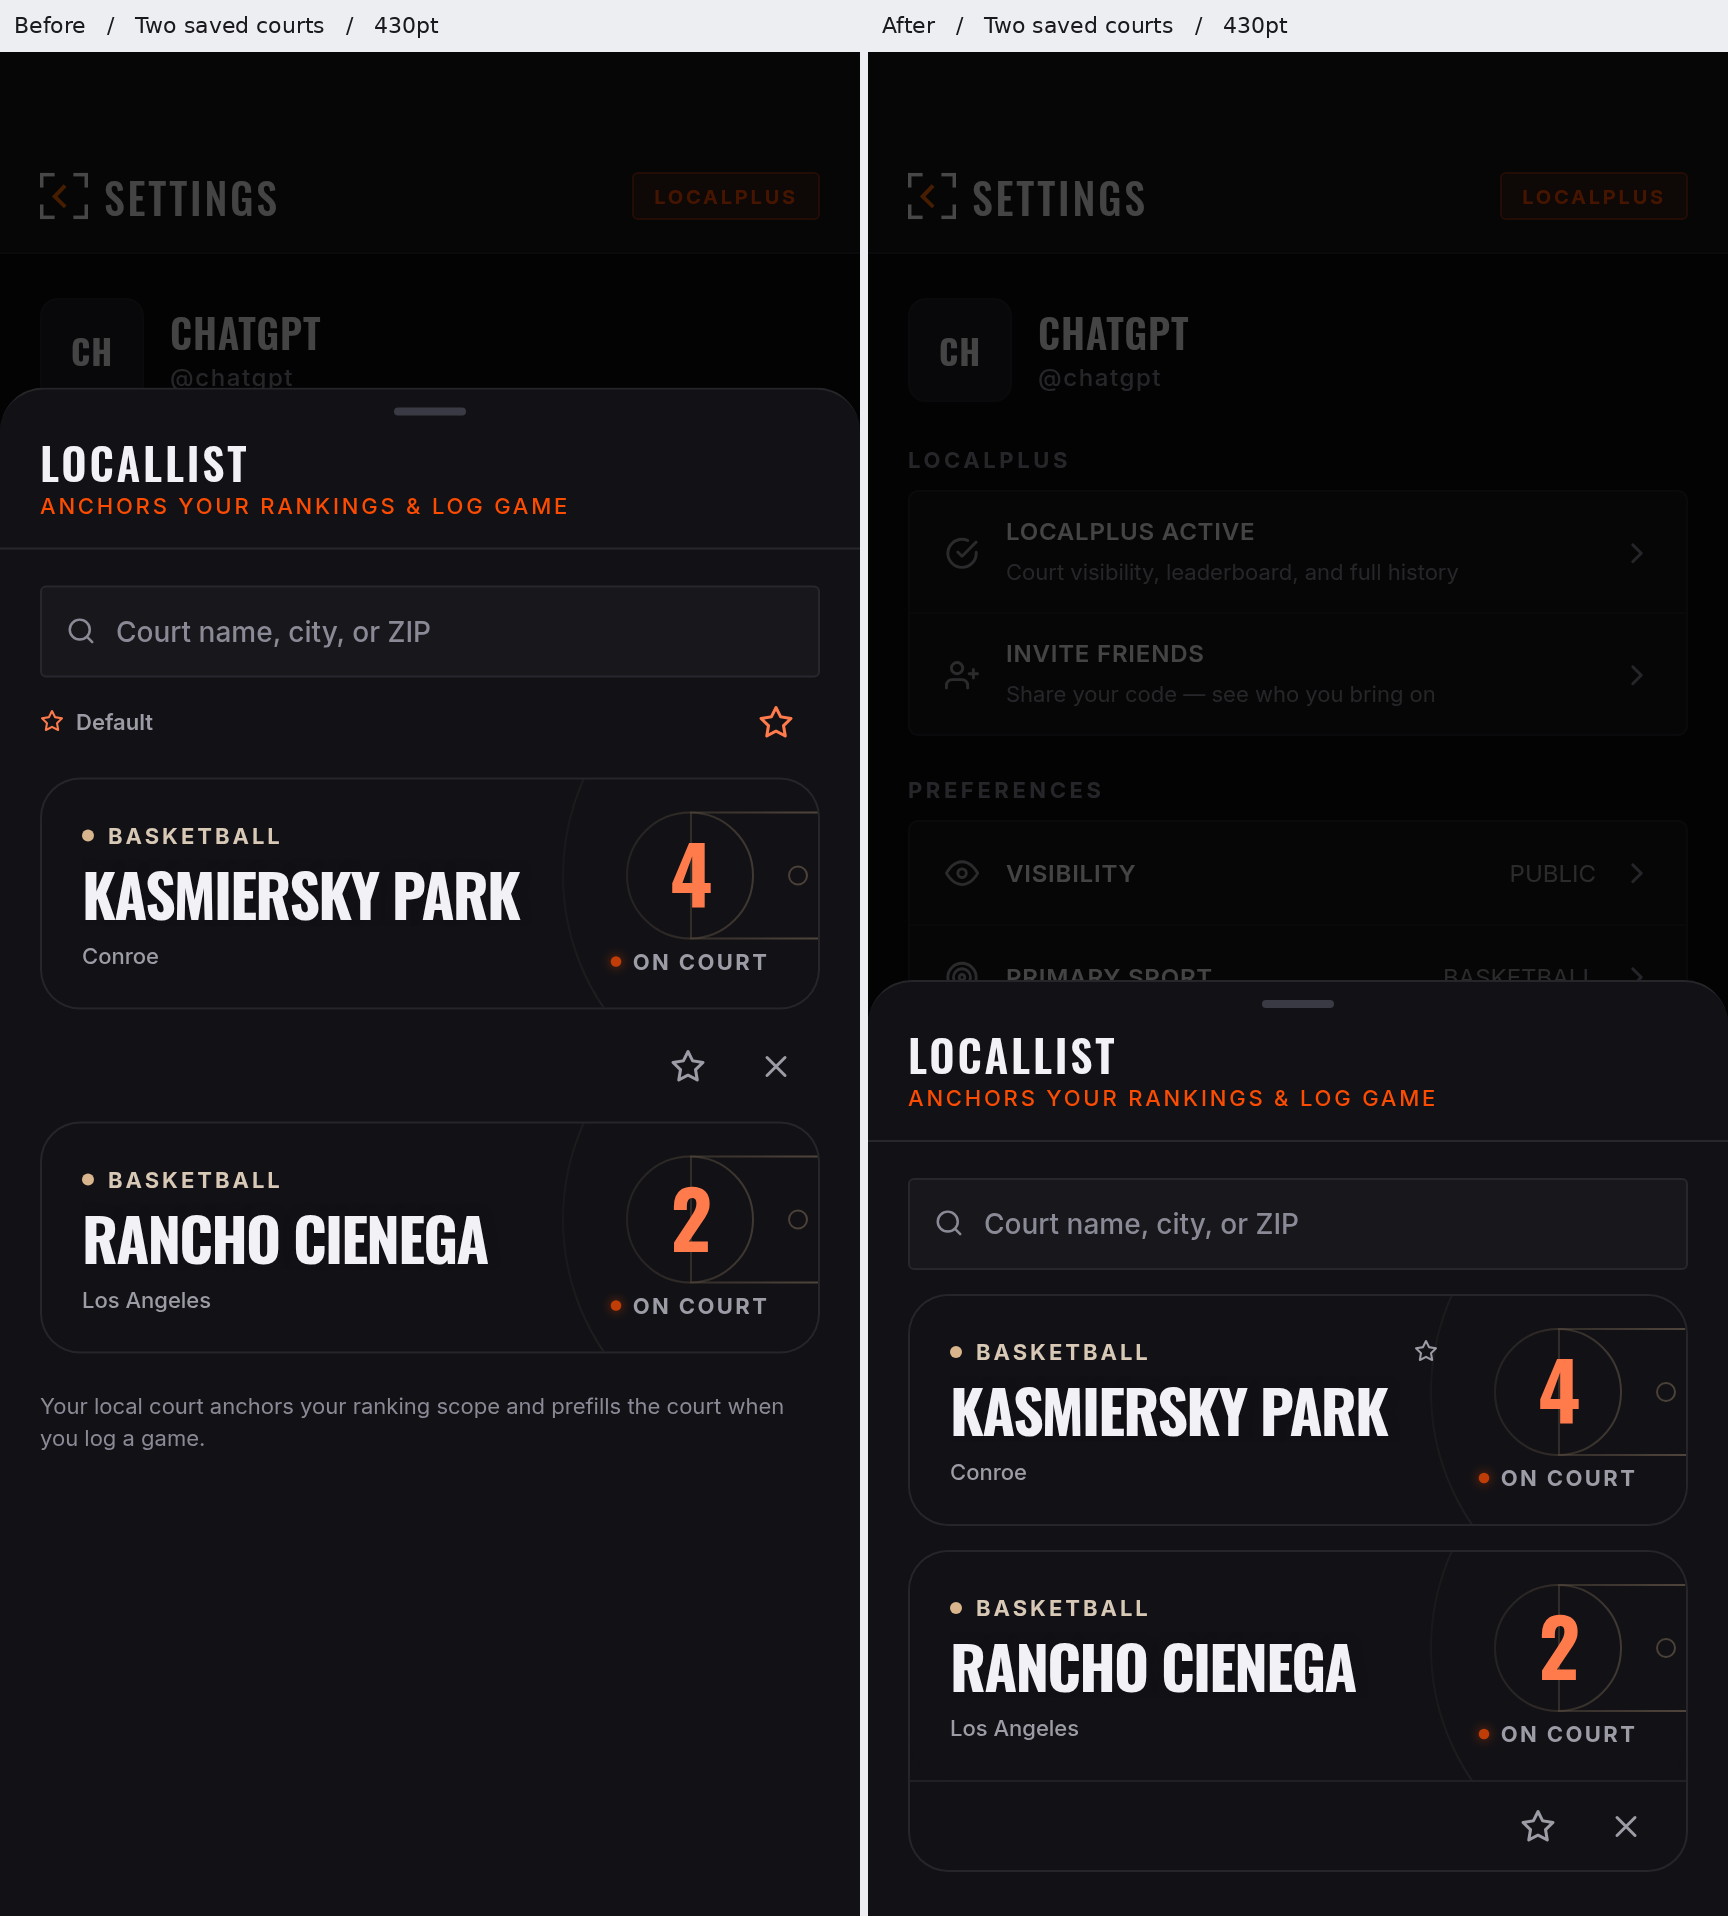 Before / Two saved courts / 430pt
SETTINGS
LOCALPLUS
CH
CHATGPT
@chatgpt
LOCALLIST
ANCHORS YOUR RANKINGS & LOG GAME
Court name, city, or ZIP
Default
BASKETBALL
KASMIERSKY PARK
Conroe
4
ON COURT
BASKETBALL
RANCHO CIENEGA
Los Angeles
2
ON COURT
Your local court anchors your ranking scope and prefills the court when
you log a game.
After / Two saved courts / 430pt
SETTINGS
LOCALPLUS
CH
CHATGPT
@chatgpt
LOCALPLUS
LOCALPLUS ACTIVE
Court visibility, leaderboard, and full history
INVITE FRIENDS
Share your code — see who you bring on
PREFERENCES
VISIBILITY
PUBLIC
PRIMARY SPORT
BASKETBALL
LOCALLIST
ANCHORS YOUR RANKINGS & LOG GAME
Court name, city, or ZIP
BASKETBALL
KASMIERSKY PARK
Conroe
4
ON COURT
BASKETBALL
RANCHO CIENEGA
Los Angeles
2
ON COURT